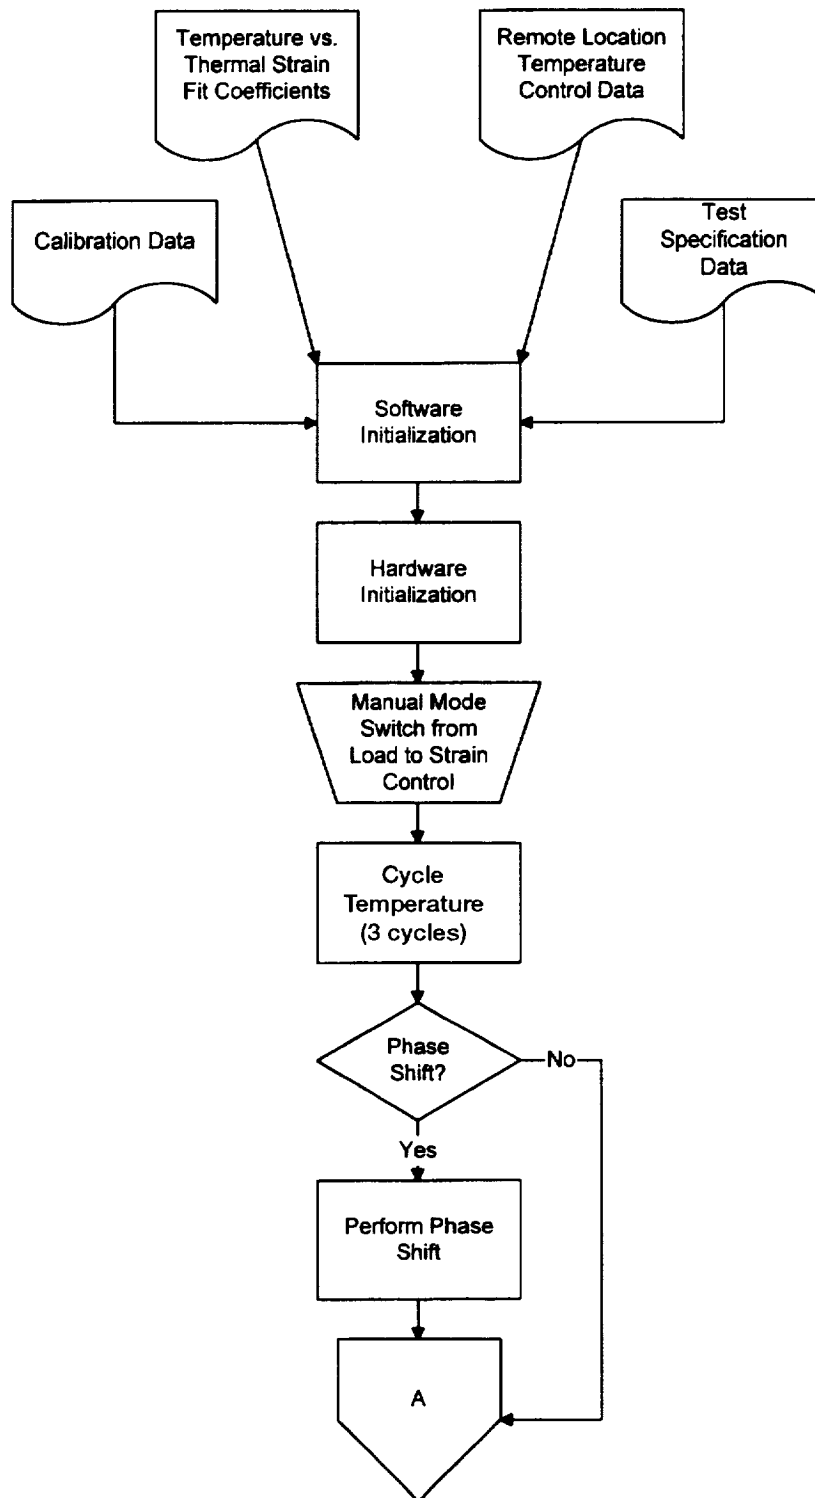 Temperature vs.
Thermal Strain
Fit Coefficients
Remote Location
Temperature
Control Data
Calibration Data
Test
Specification
Data
Software
Initialization
Hardware
Initialization
Manual Mode
Switch from
Load to Strain
Control
Cycle
Temperature
(3 cycles)
Phase
Shift?
No
Yes
Perform Phase
Shift
A